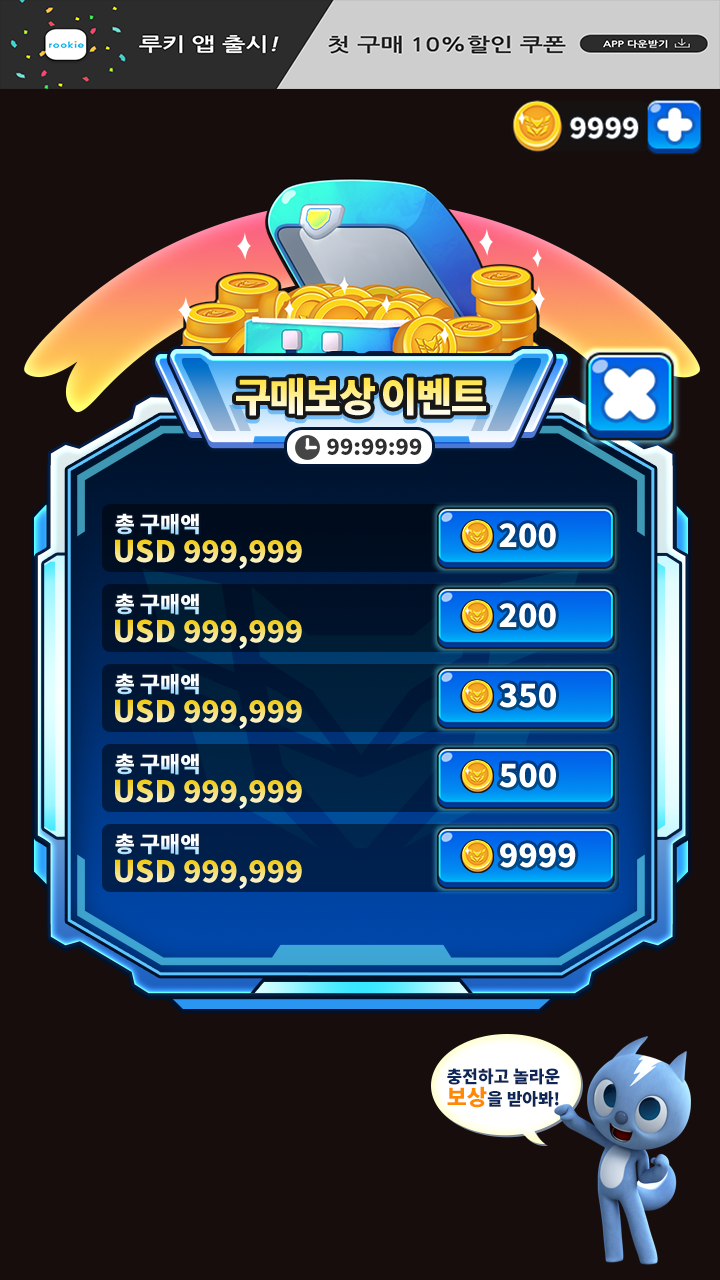 rookie
루키 앱 출시!
첫 구매 10%할인 쿠폰
APP 다운받기
9999
구매보상 이벤트
99:99:99
총 구매액
USD 999,999
200
총 구매액
USD 999,999
200
총 구매액
USD 999,999
350
총 구매액
USD 999,999
500
총 구매액
USD 999,999
9999
충전하고 놀라운
보상을 받아봐!